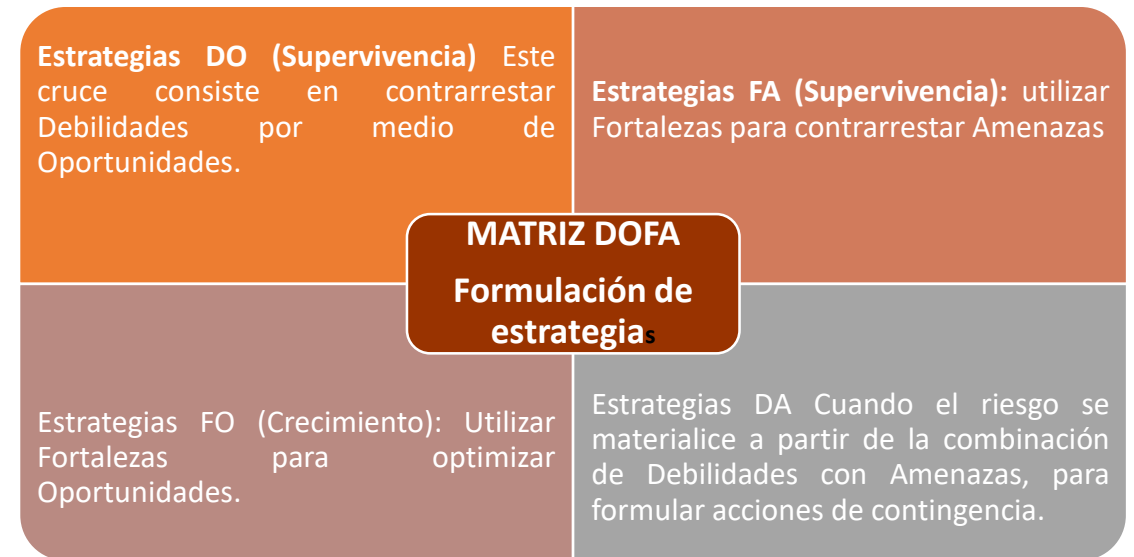 Estrategias DO (Supervivencia) Este
cruce consiste en contrarrestar
Debilidades por medio de
Oportunidades.
Estrategias FA (Supervivencia): utilizar
Fortalezas para contrarrestar Amenazas
MATRIZ DOFA
Formulación de
estrategias
Estrategias FO (Crecimiento): Utilizar
Fortalezas para optimizar
Oportunidades.
Estrategias DA Cuando el riesgo se
materialice a partir de la combinación
de Debilidades con Amenazas, para
formular acciones de contingencia.